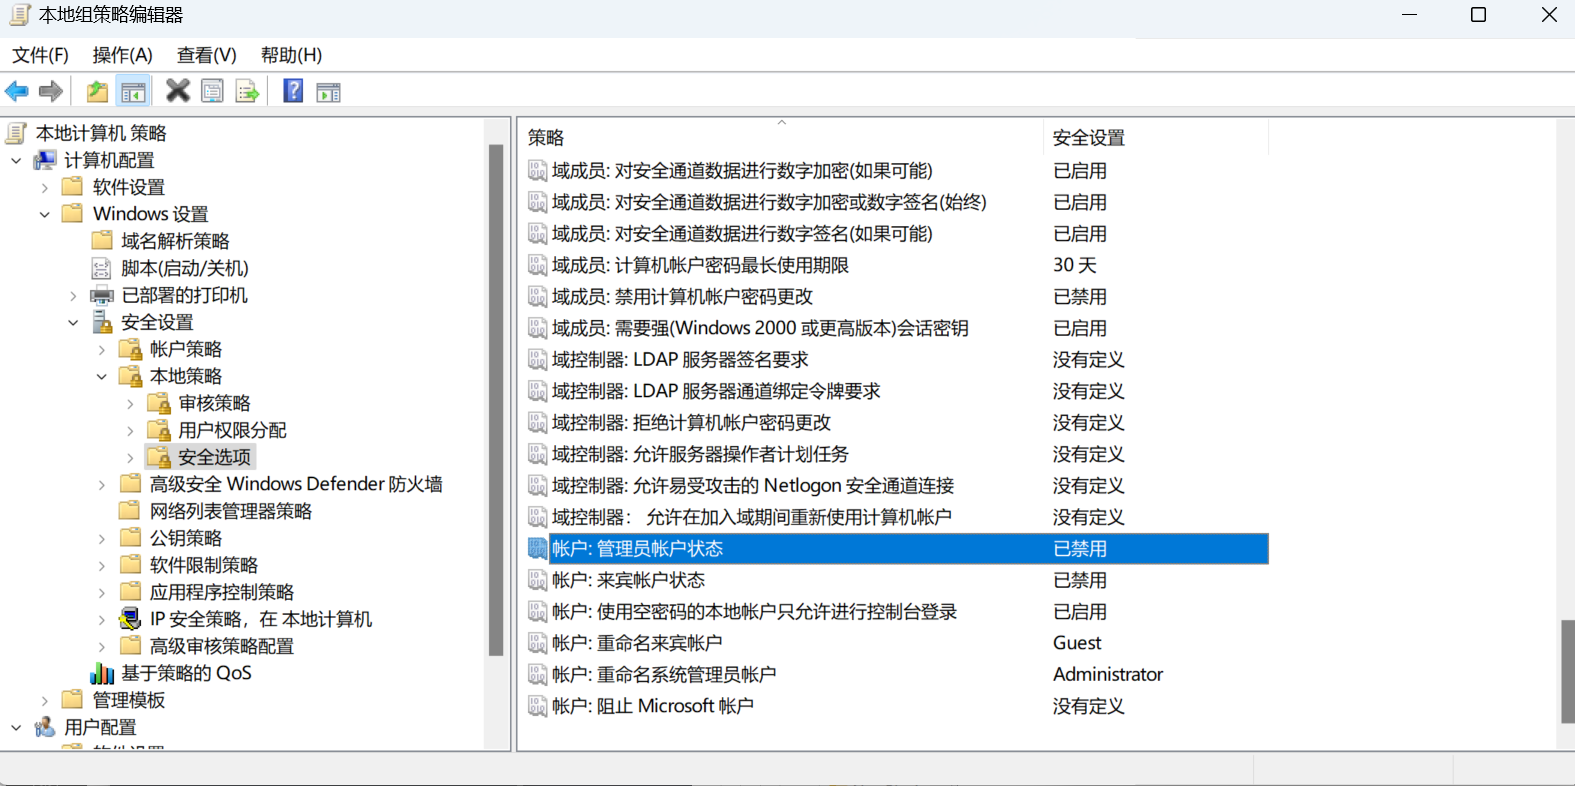 本地组策略编辑器
文件(F) 操作(A) 查看(V) 帮助(H)
本地计算机 策略
计算机配置
软件设置
Windows 设置
域名解析策略
脚本(启动/关机)
已部署的打印机
安全设置
帐户策略
本地策略
审核策略
用户权限分配
安全选项
高级安全 Windows Defender 防火墙
网络列表管理器策略
公钥策略
软件限制策略
应用程序控制策略
IP 安全策略，在 本地计算机
高级审核策略配置
基于策略的 QoS
管理模板
用户配置
策略 安全设置
域成员: 对安全通道数据进行数字加密(如果可能) 已启用
域成员: 对安全通道数据进行数字加密或数字签名(始终) 已启用
域成员: 对安全通道数据进行数字签名(如果可能) 已启用
域成员: 计算机帐户密码最长使用期限 30 天
域成员: 禁用计算机帐户密码更改 已禁用
域成员: 需要强(Windows 2000 或更高版本)会话密钥 已启用
域控制器: LDAP 服务器签名要求 没有定义
域控制器: LDAP 服务器通道绑定令牌要求 没有定义
域控制器: 拒绝计算机帐户密码更改 没有定义
域控制器: 允许服务器操作者计划任务 没有定义
域控制器: 允许易受攻击的 Netlogon 安全通道连接 没有定义
域控制器： 允许在加入域期间重新使用计算机帐户 没有定义
帐户: 管理员帐户状态 已禁用
帐户: 来宾帐户状态 已禁用
帐户: 使用空密码的本地帐户只允许进行控制台登录 已启用
帐户: 重命名来宾帐户 Guest
帐户: 重命名系统管理员帐户 Administrator
帐户: 阻止 Microsoft 帐户 没有定义